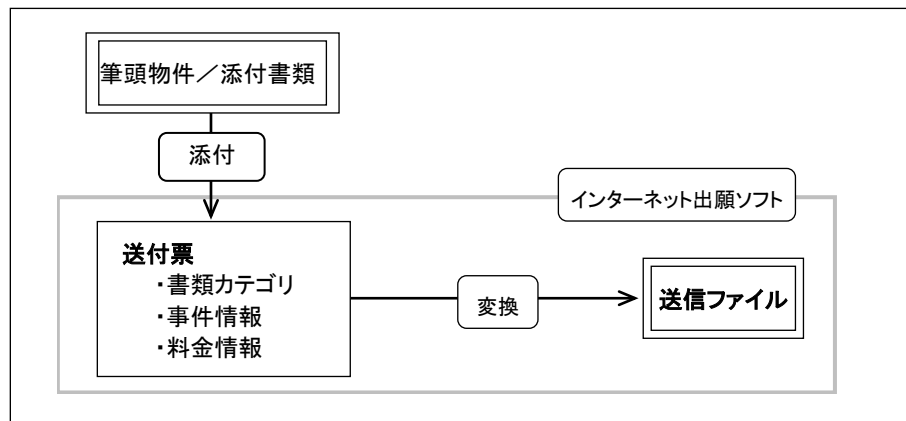 筆頭物件／添付書類
添付
インターネット出願ソフト
送付票
・書類カテゴリ
・事件情報
・料金情報
変換
送信ファイル